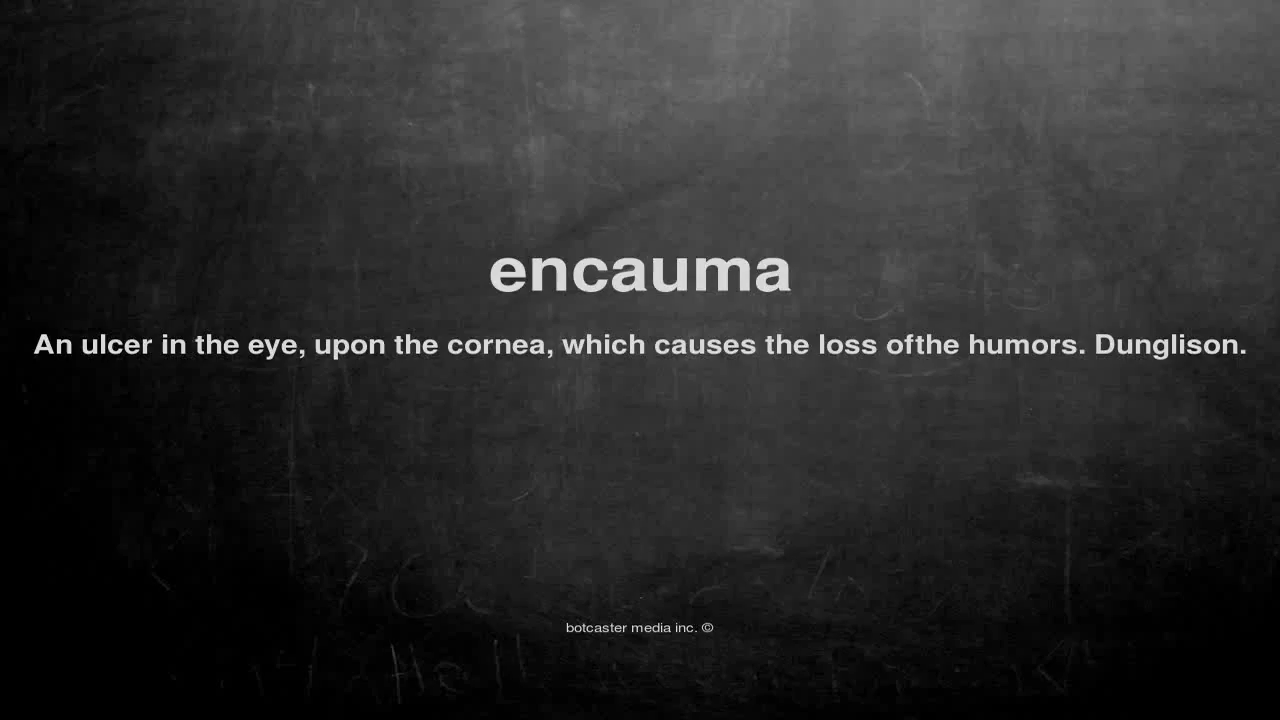 encauma
An ulcer in the eye, upon the cornea, which causes the loss ofthe humors. Dunglison.
botcaster media inc. ©